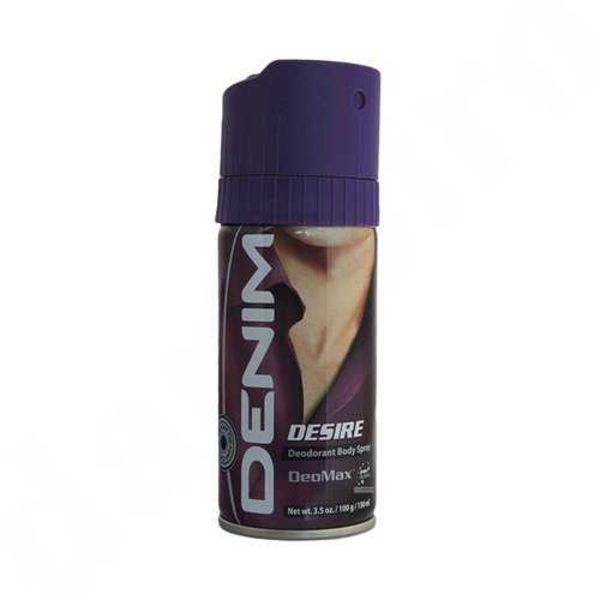 DENIM
DESIRE
Deodorant Body Spray
DeoMax
Net wt. 3.5 oz. / 100 g / 150 ml